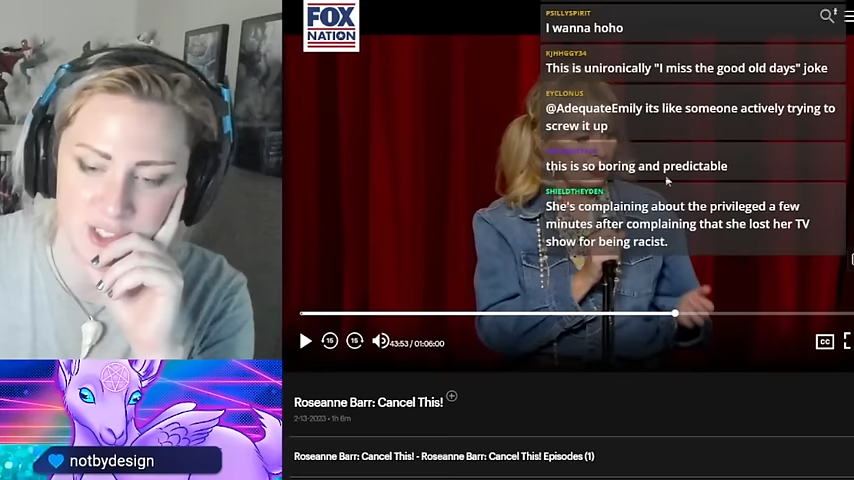 FOX
NATION
PSILLYSPIRIT
I wanna hoho
KJHHGGY34
This is unironically "I miss the good old days" joke
EYCLONUS
@AdequateEmily its like someone actively trying to
screw it up
this is so boring and predictable
SHIELDTHEYDEN
She's complaining about the privileged a few
minutes after complaining that she lost her TV
show for being racist.
15
15
43:53 / 01:06:00
CC
Roseanne Barr: Cancel This!
2-13-2023 • 1h 6m
Roseanne Barr: Cancel This! - Roseanne Barr: Cancel This! Episodes (1)
notbydesign